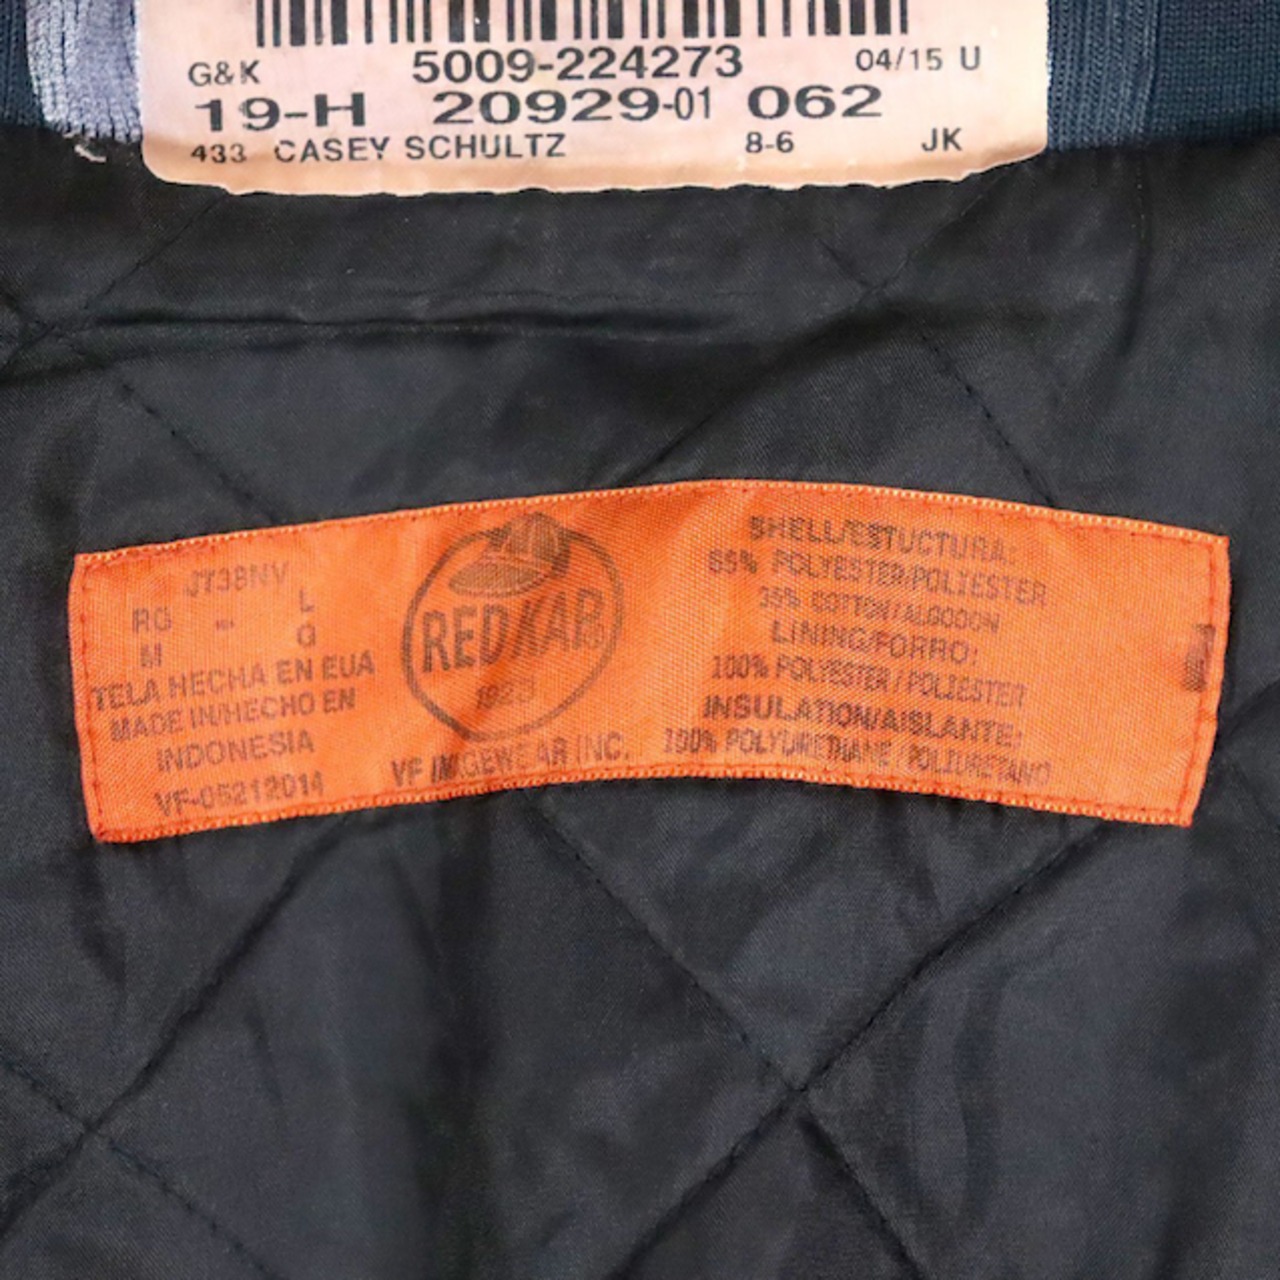 G&K 5009-224273 04/15 U
19-H 20929-01 062
433 CASEY SCHULTZ 8-6 JK
JT38NV
RG - L
M G
TELA HECHA EN EUA
MADE IN/HECHO EN
INDONESIA
VF-05212014
RED KAP
1923
VF IMAGEWEAR INC.
SHELL/ESTUCTURA:
65% POLYESTER/POLIESTER
35% COTTON/ALGODON
LINING/FORRO:
100% POLYESTER / POLIESTER
INSULATION/AISLANTE:
100% POLYURETHANE / POLIURETANO